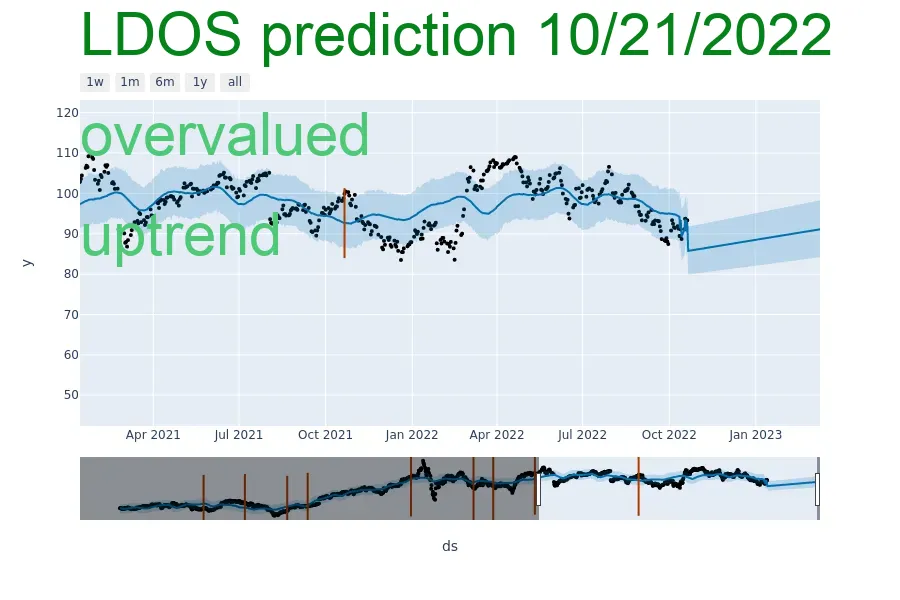 LDOS prediction 10/21/2022
1w 1m 6m 1y all
120
overvalued
110
100
90
uptrend
80
y
70
60
50
Apr 2021 Jul 2021 Oct 2021 Jan 2022 Apr 2022 Jul 2022 Oct 2022 Jan 2023
ds